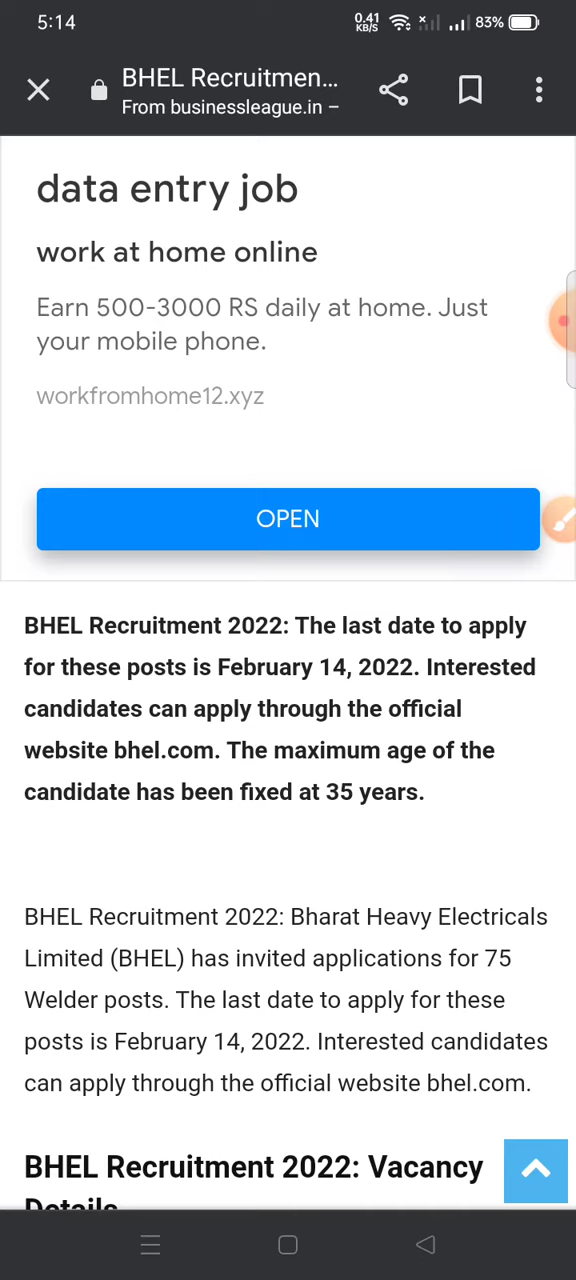 5:14
0.41 KB/S
83%
BHEL Recruitmen...
From businessleague.in –
data entry job
work at home online
Earn 500-3000 RS daily at home. Just
your mobile phone.
workfromhome12.xyz
OPEN
BHEL Recruitment 2022: The last date to apply
for these posts is February 14, 2022. Interested
candidates can apply through the official
website bhel.com. The maximum age of the
candidate has been fixed at 35 years.
BHEL Recruitment 2022: Bharat Heavy Electricals
Limited (BHEL) has invited applications for 75
Welder posts. The last date to apply for these
posts is February 14, 2022. Interested candidates
can apply through the official website bhel.com.
BHEL Recruitment 2022: Vacancy
Details